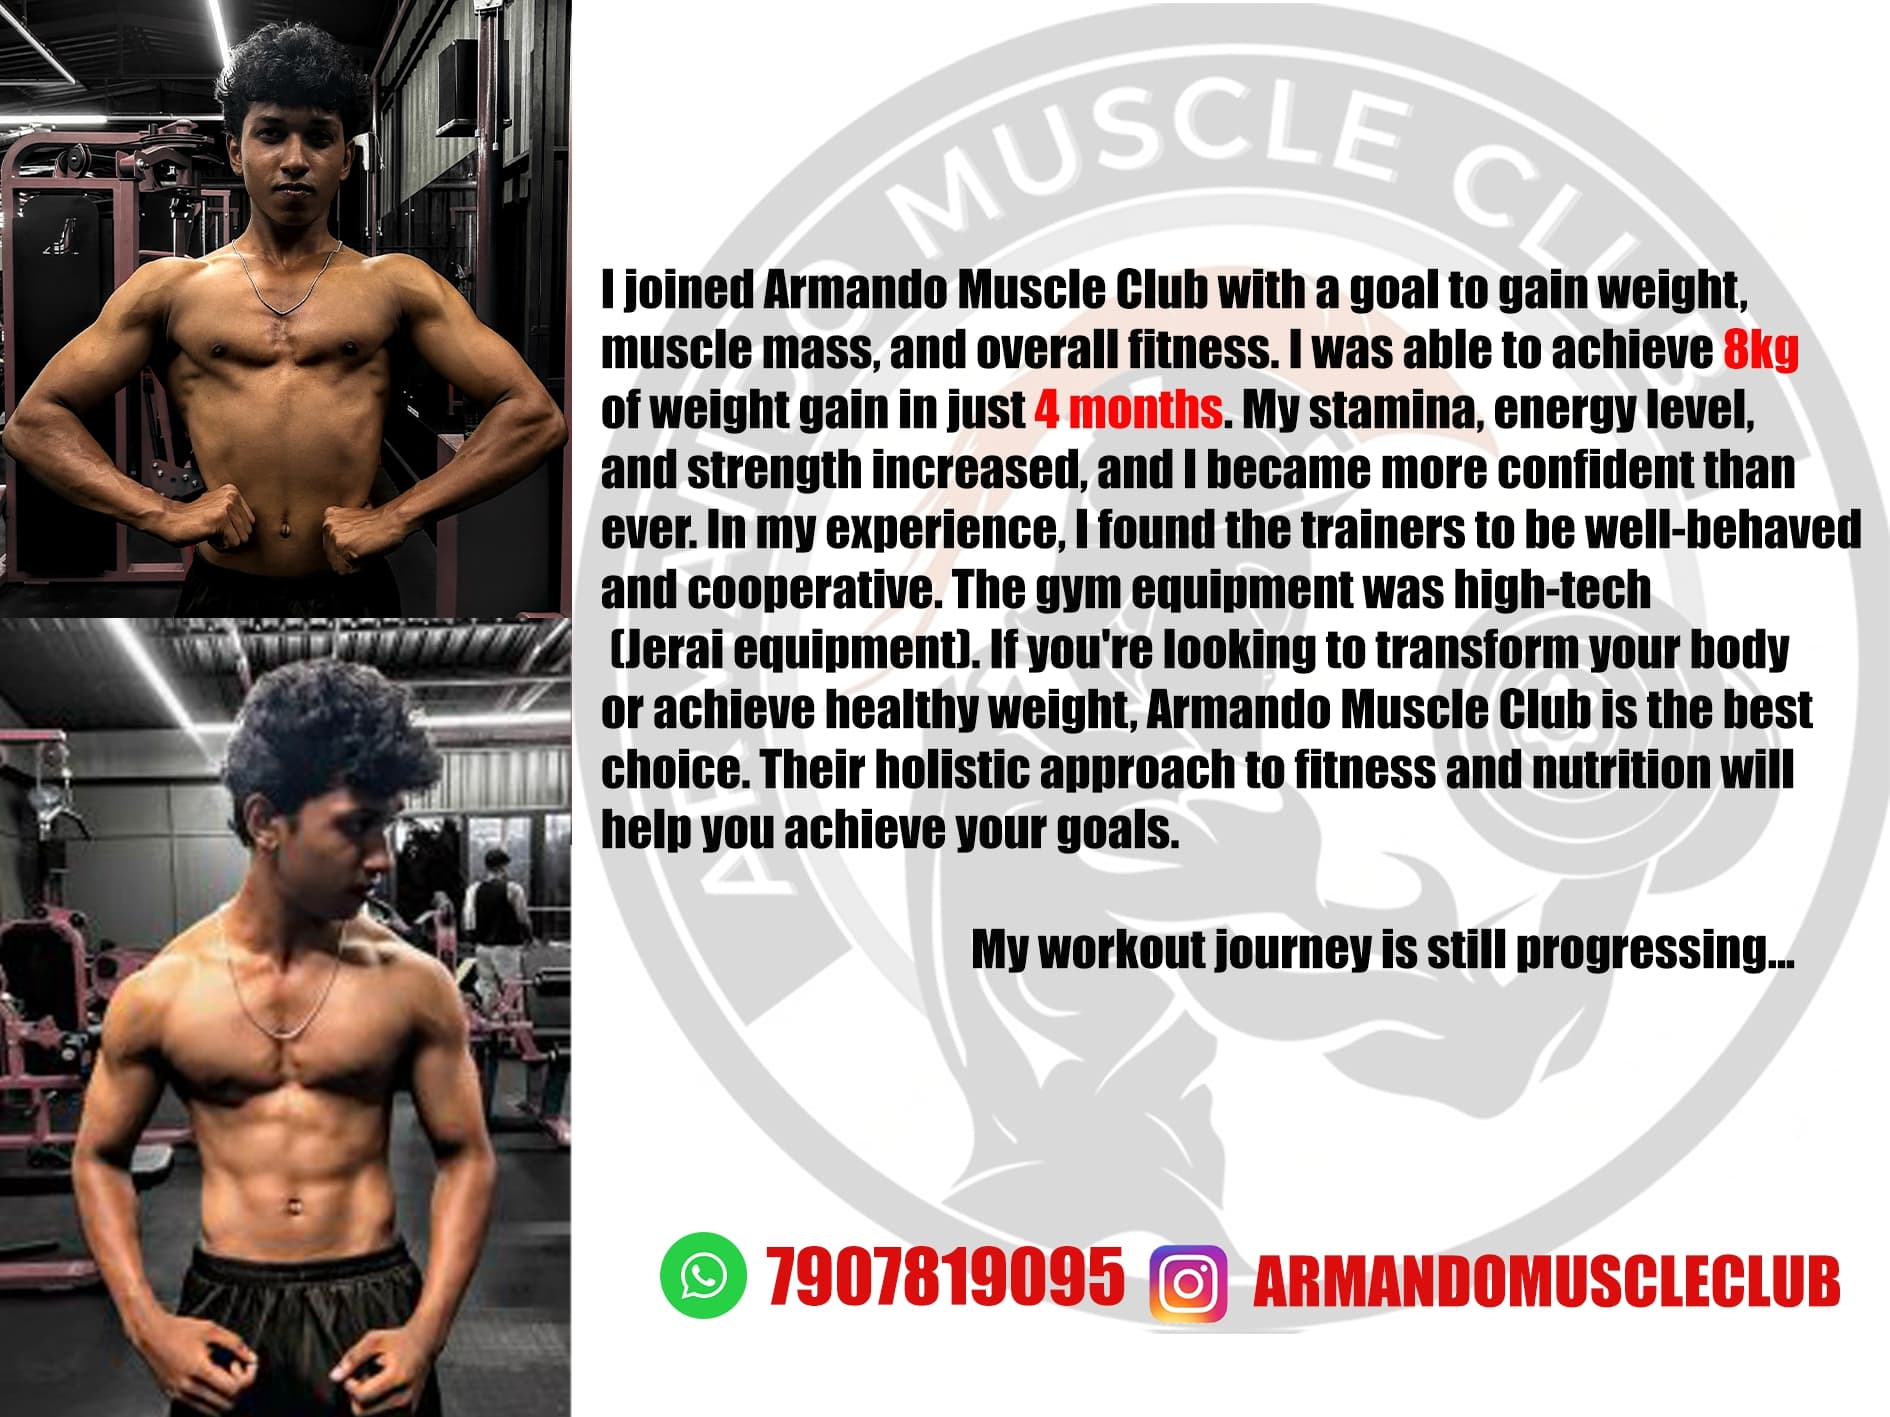 ARMANDO MUSCLE CLUB
I joined Armando Muscle Club with a goal to gain weight,
muscle mass, and overall fitness. I was able to achieve 8kg
of weight gain in just 4 months. My stamina, energy level,
and strength increased, and I became more confident than
ever. In my experience, I found the trainers to be well-behaved
and cooperative. The gym equipment was high-tech
(Jerai equipment). If you're looking to transform your body
or achieve healthy weight, Armando Muscle Club is the best
choice. Their holistic approach to fitness and nutrition will
help you achieve your goals.
My workout journey is still progressing...
7907819095 ARMANDOMUSCLECLUB